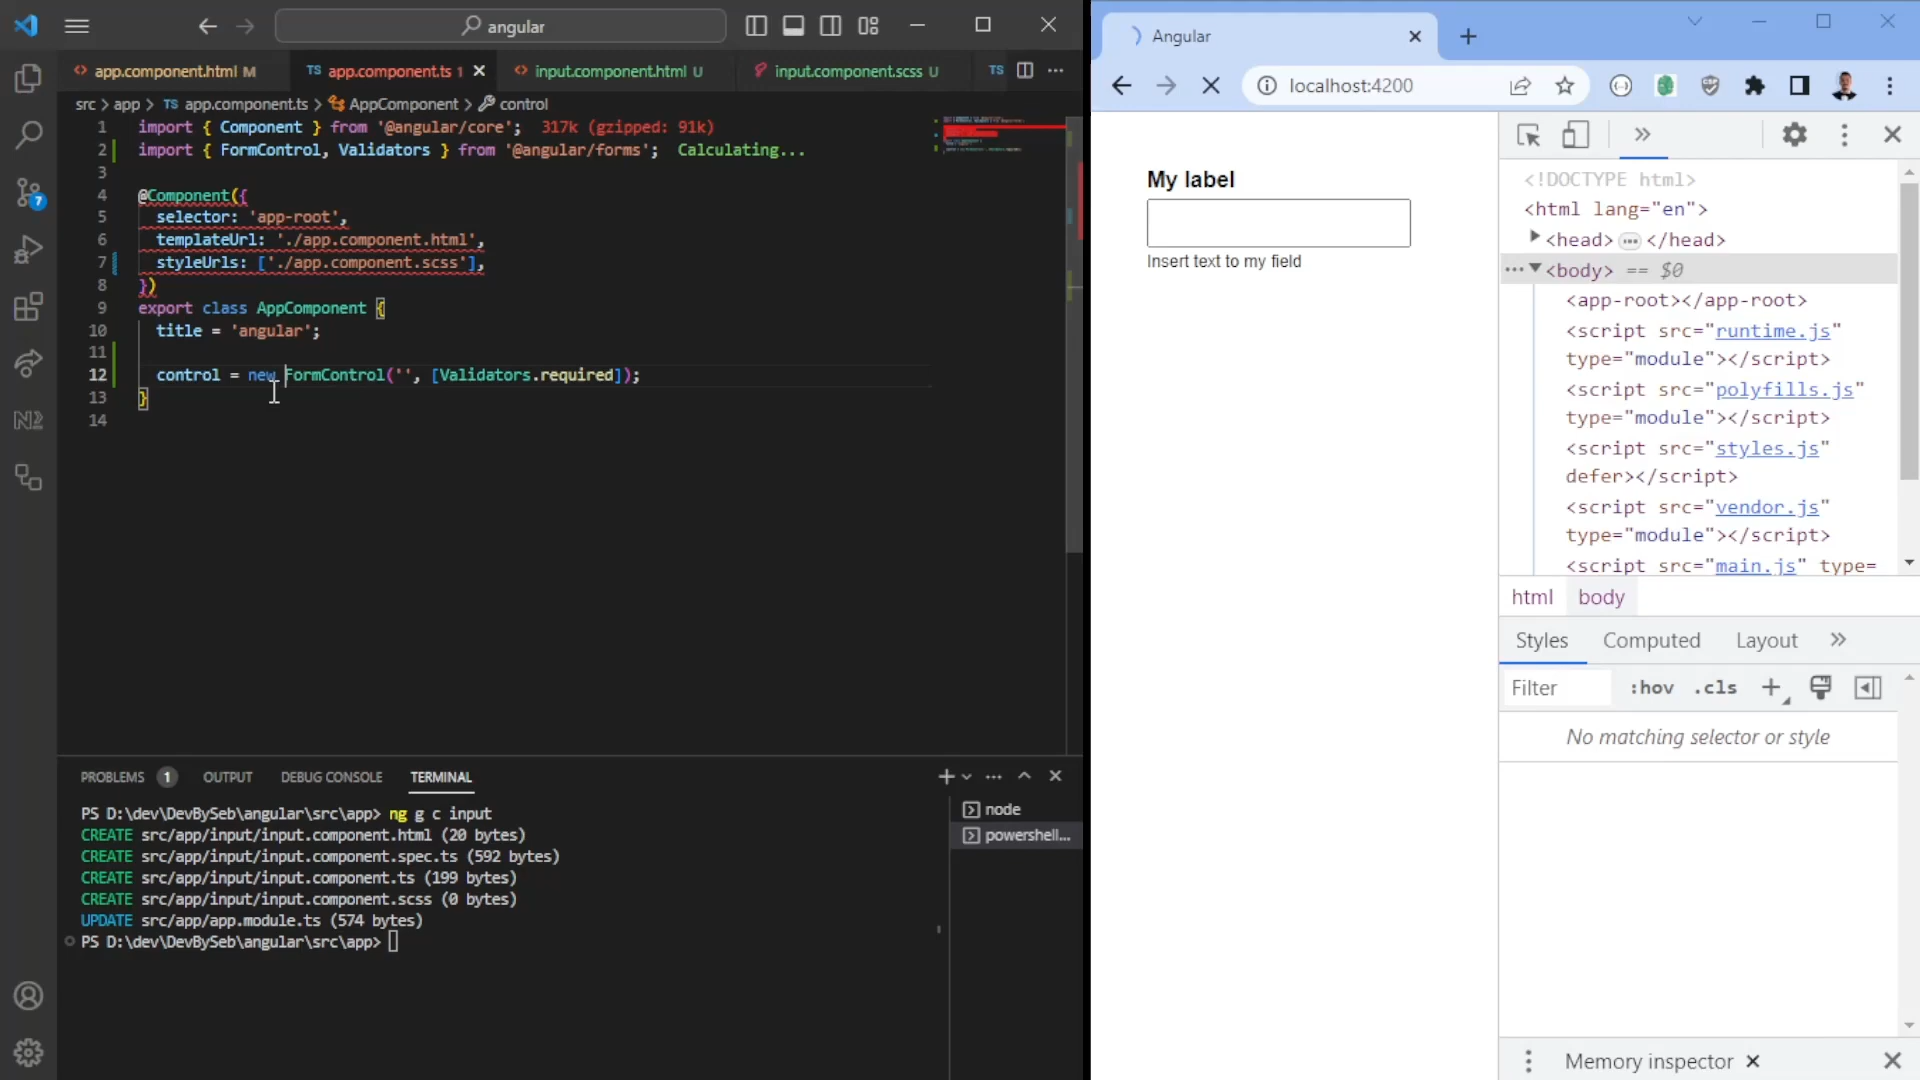 angular
app.component.html M
TS app.component.ts 1
input.component.html U
input.component.scss U
TS
src > app > TS app.component.ts > AppComponent > control
1 import { Component } from '@angular/core'; 317k (gzipped: 91k)
2 import { FormControl, Validators } from '@angular/forms'; Calculating...
3
4 @Component({
5 selector: 'app-root',
6 templateUrl: './app.component.html',
7 styleUrls: ['./app.component.scss'],
8 })
9 export class AppComponent {
10 title = 'angular';
11
12 control = new FormControl('', [Validators.required]);
13 }
14
7
PROBLEMS 1 OUTPUT DEBUG CONSOLE TERMINAL
PS D:\dev\DevBySeb\angular\src\app> ng g c input
CREATE src/app/input/input.component.html (20 bytes)
CREATE src/app/input/input.component.spec.ts (592 bytes)
CREATE src/app/input/input.component.ts (199 bytes)
CREATE src/app/input/input.component.scss (0 bytes)
UPDATE src/app/app.module.ts (574 bytes)
PS D:\dev\DevBySeb\angular\src\app>
node
powershell...
Angular
localhost:4200
My label
Insert text to my field
<!DOCTYPE html>
<html lang="en">
<head> ... </head>
... <body> == $0
<app-root></app-root>
<script src="runtime.js"
type="module"></script>
<script src="polyfills.js"
type="module"></script>
<script src="styles.js"
defer></script>
<script src="vendor.js"
type="module"></script>
<script src="main.js" type=
html body
Styles Computed Layout
Filter :hov .cls
No matching selector or style
Memory inspector